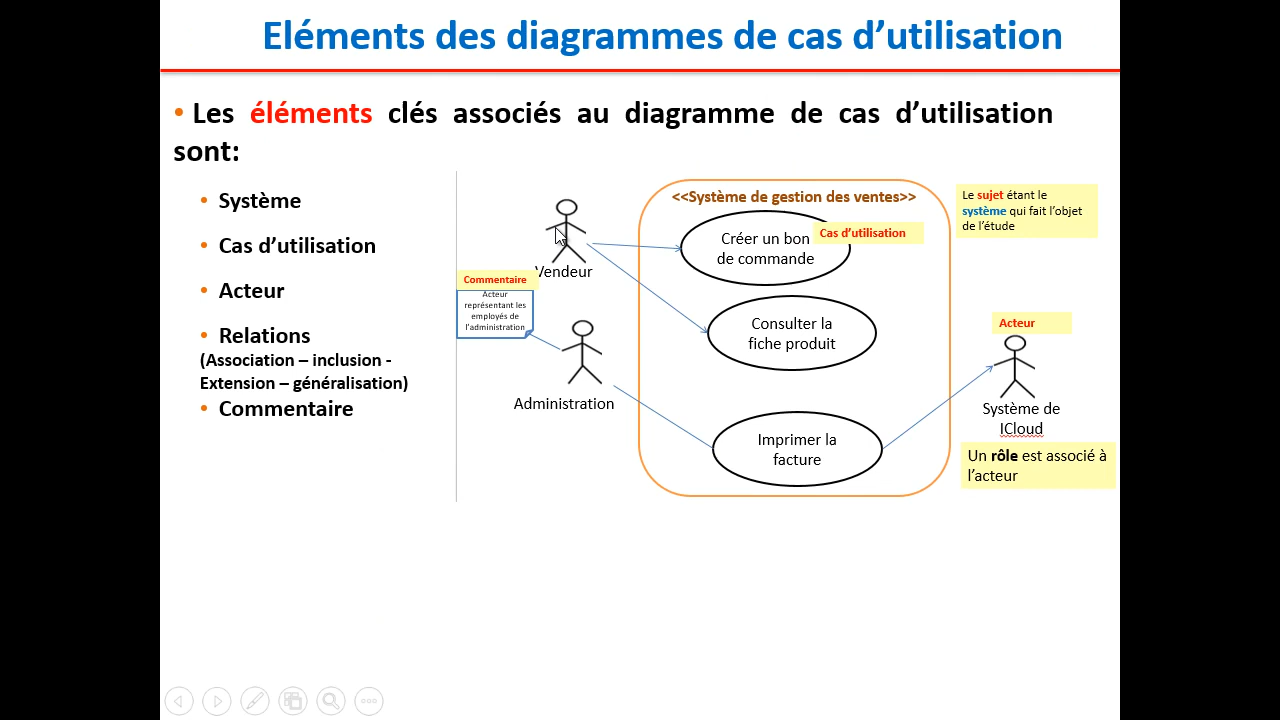 Eléments des diagrammes de cas d’utilisation
• Les éléments clés associés au diagramme de cas d’utilisation
sont:
• Système
• Cas d’utilisation
• Acteur
• Relations
(Association – inclusion -
Extension – généralisation)
• Commentaire
<<Système de gestion des ventes>>
Créer un bon
de commande
Cas d’utilisation
Consulter la
fiche produit
Imprimer la
facture
Vendeur
Commentaire
Acteur
représentant les
employés de
l’administration
Administration
Le sujet étant le
système qui fait l’objet
de l’étude
Acteur
Système de
ICloud
Un rôle est associé à
l’acteur